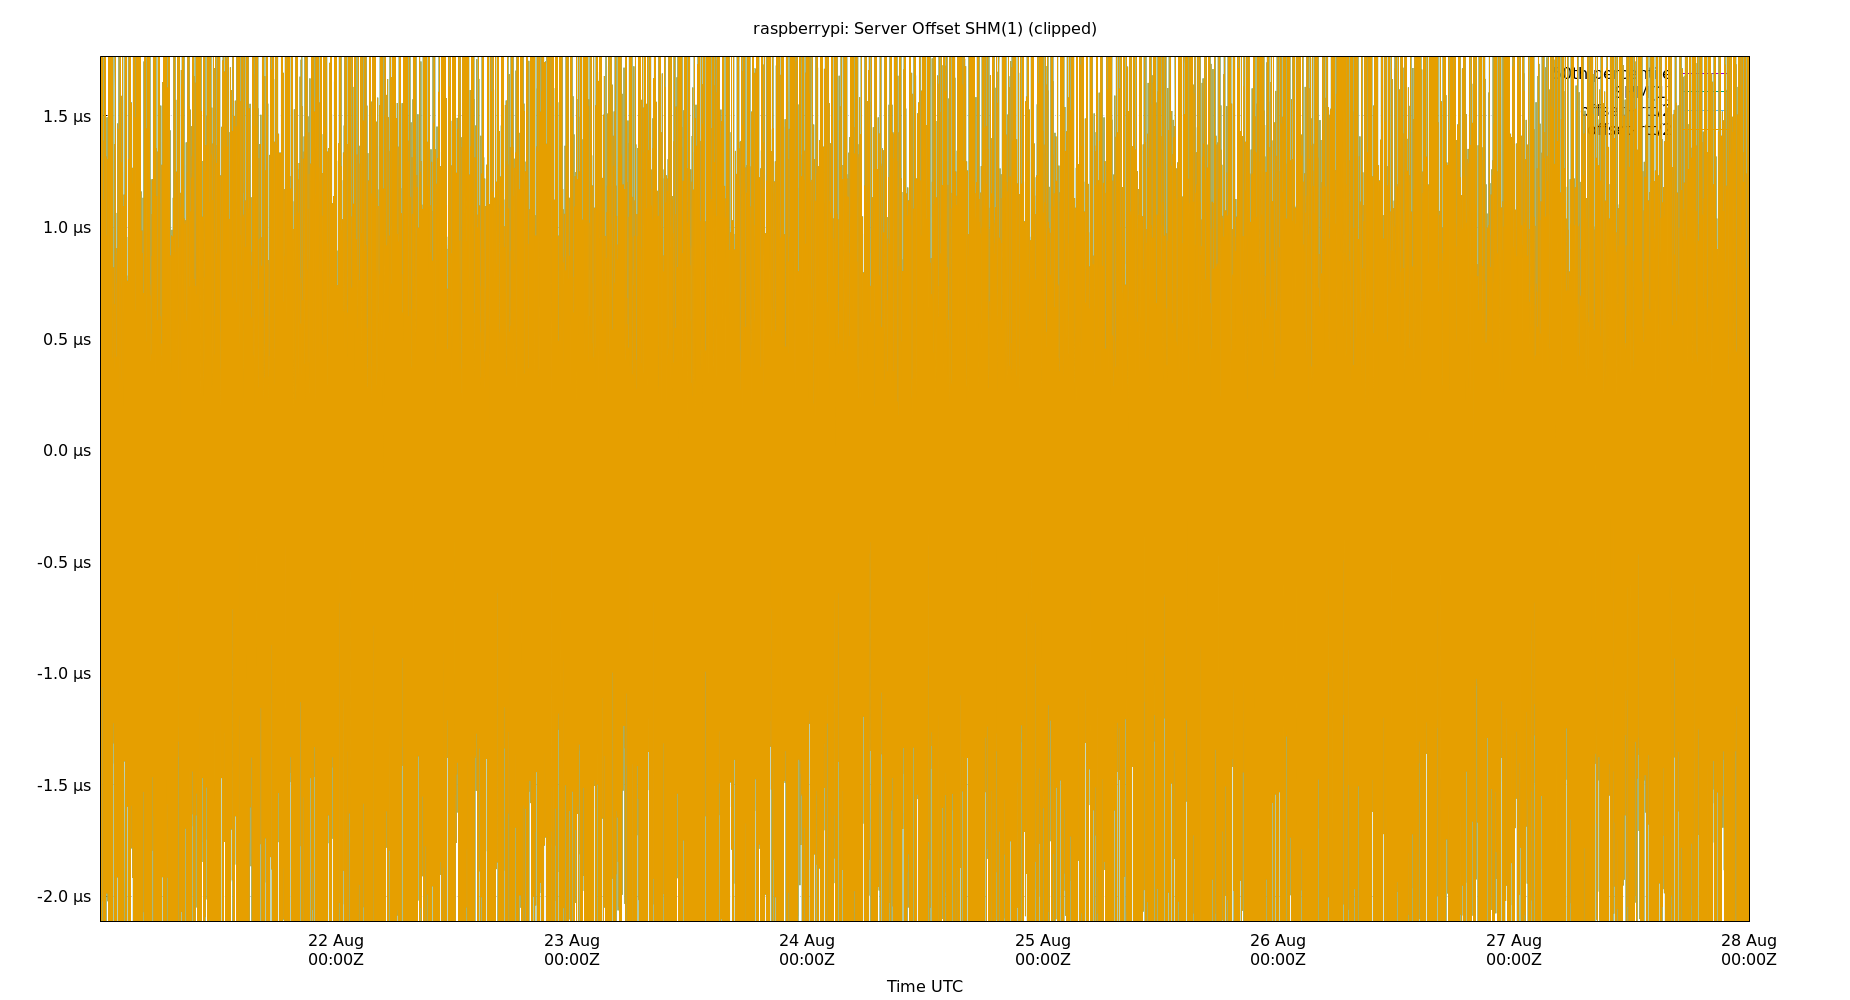 raspberrypi: Server Offset SHM(1) (clipped)
1.5 µs
1.0 µs
0.5 µs
0.0 µs
-0.5 µs
-1.0 µs
-1.5 µs
-2.0 µs
22 Aug
00:00Z
23 Aug
00:00Z
24 Aug
00:00Z
25 Aug
00:00Z
26 Aug
00:00Z
27 Aug
00:00Z
28 Aug
00:00Z
Time UTC